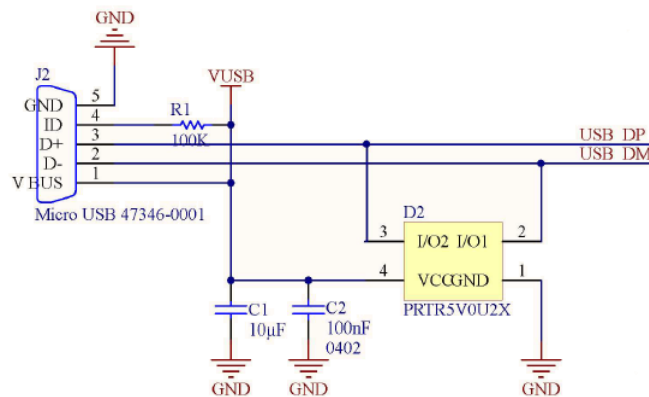 GND
J2
VUSB
GND 5
ID 4
R1
100K
D+ 3
D- 2
VBUS 1
USB_DP
USB_DM
Micro USB 47346-0001
D2
3 I/O2 I/O1 2
4 VCC GND 1
PRTR5V0U2X
C1
10µF
C2
100nF
0402
GND
GND
GND